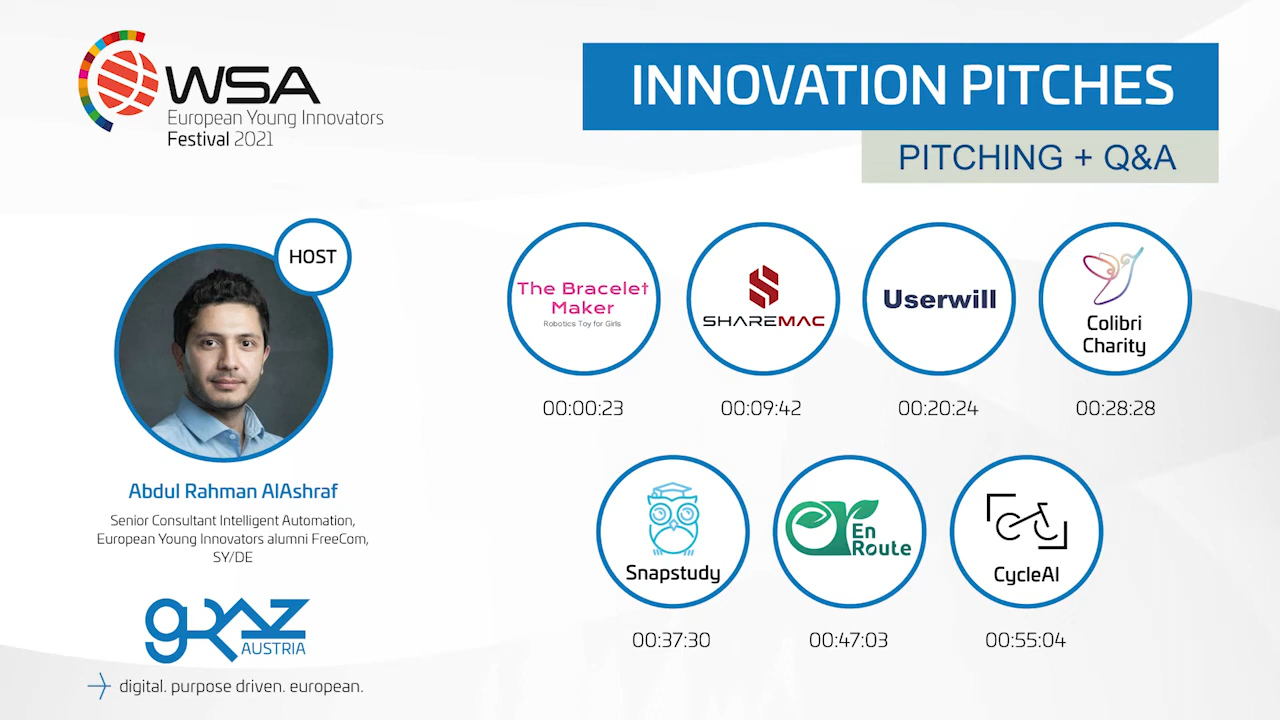 WSA
European Young Innovators
Festival 2021
INNOVATION PITCHES
PITCHING + Q&A
HOST
Abdul Rahman AlAshraf
Senior Consultant Intelligent Automation,
European Young Innovators alumni FreeCom,
SY/DE
GRAZ
AUSTRIA
digital. purpose driven. european.
The Bracelet
Maker
Robotics Toy for Girls
00:00:23
SHAREMAC
00:09:42
Userwill
00:20:24
Colibri
Charity
00:28:28
Snapstudy
00:37:30
En
Route
00:47:03
CycleAI
00:55:04